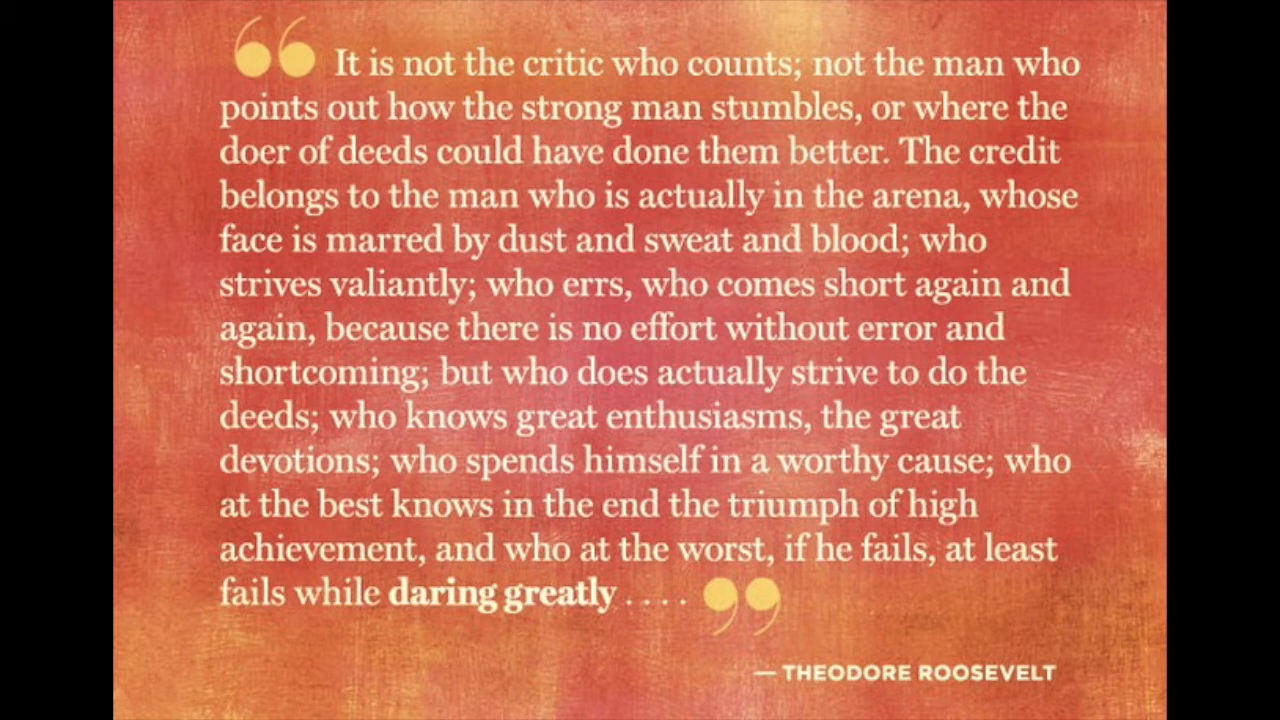 “ It is not the critic who counts; not the man who
points out how the strong man stumbles, or where the
doer of deeds could have done them better. The credit
belongs to the man who is actually in the arena, whose
face is marred by dust and sweat and blood; who
strives valiantly; who errs, who comes short again and
again, because there is no effort without error and
shortcoming; but who does actually strive to do the
deeds; who knows great enthusiasms, the great
devotions; who spends himself in a worthy cause; who
at the best knows in the end the triumph of high
achievement, and who at the worst, if he fails, at least
fails while daring greatly . . . . ”
— THEODORE ROOSEVELT